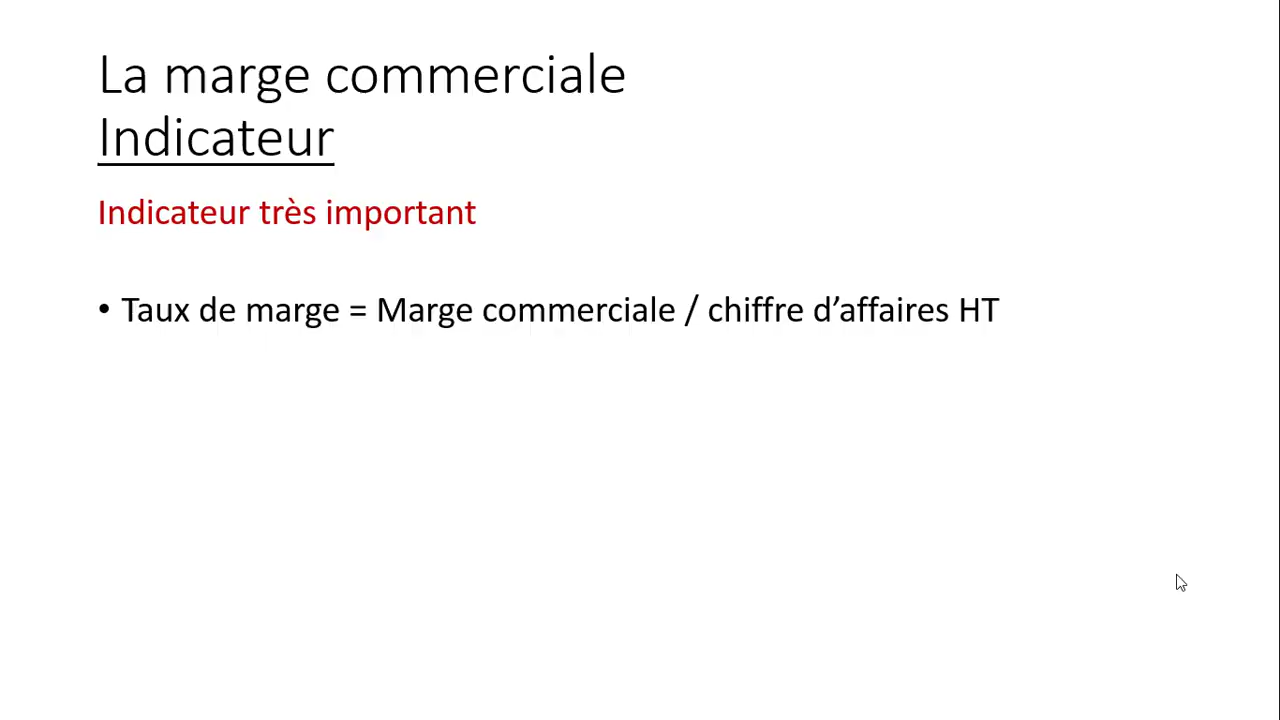 La marge commerciale
Indicateur
Indicateur très important
• Taux de marge = Marge commerciale / chiffre d’affaires HT